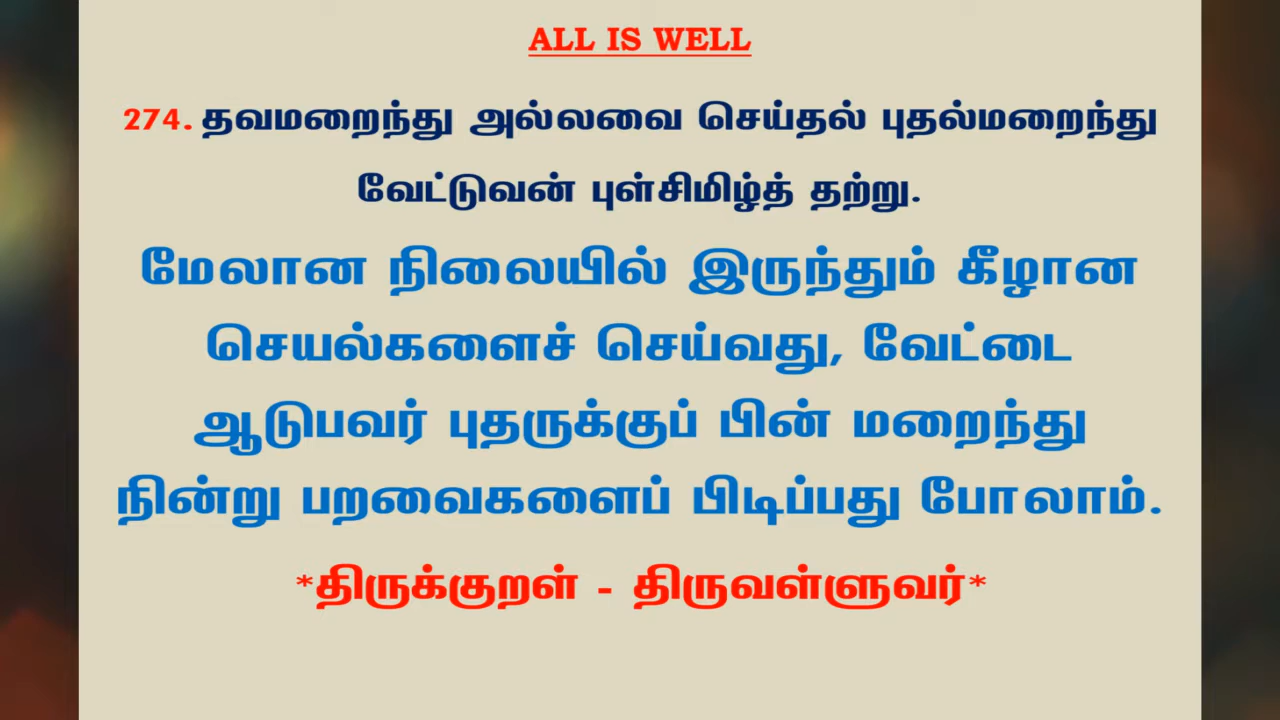 ALL IS WELL
274. தவமறைந்து அல்லவை செய்தல் புதல்மறைந்து
வேட்டுவன் புள்சிமிழ்த் தற்று.
மேலான நிலையில் இருந்தும் கீழான
செயல்களைச் செய்வது, வேட்டை
ஆடுபவர் புதருக்குப் பின் மறைந்து
நின்று பறவைகளைப் பிடிப்பது போலாம்.
*திருக்குறள் - திருவள்ளுவர்*